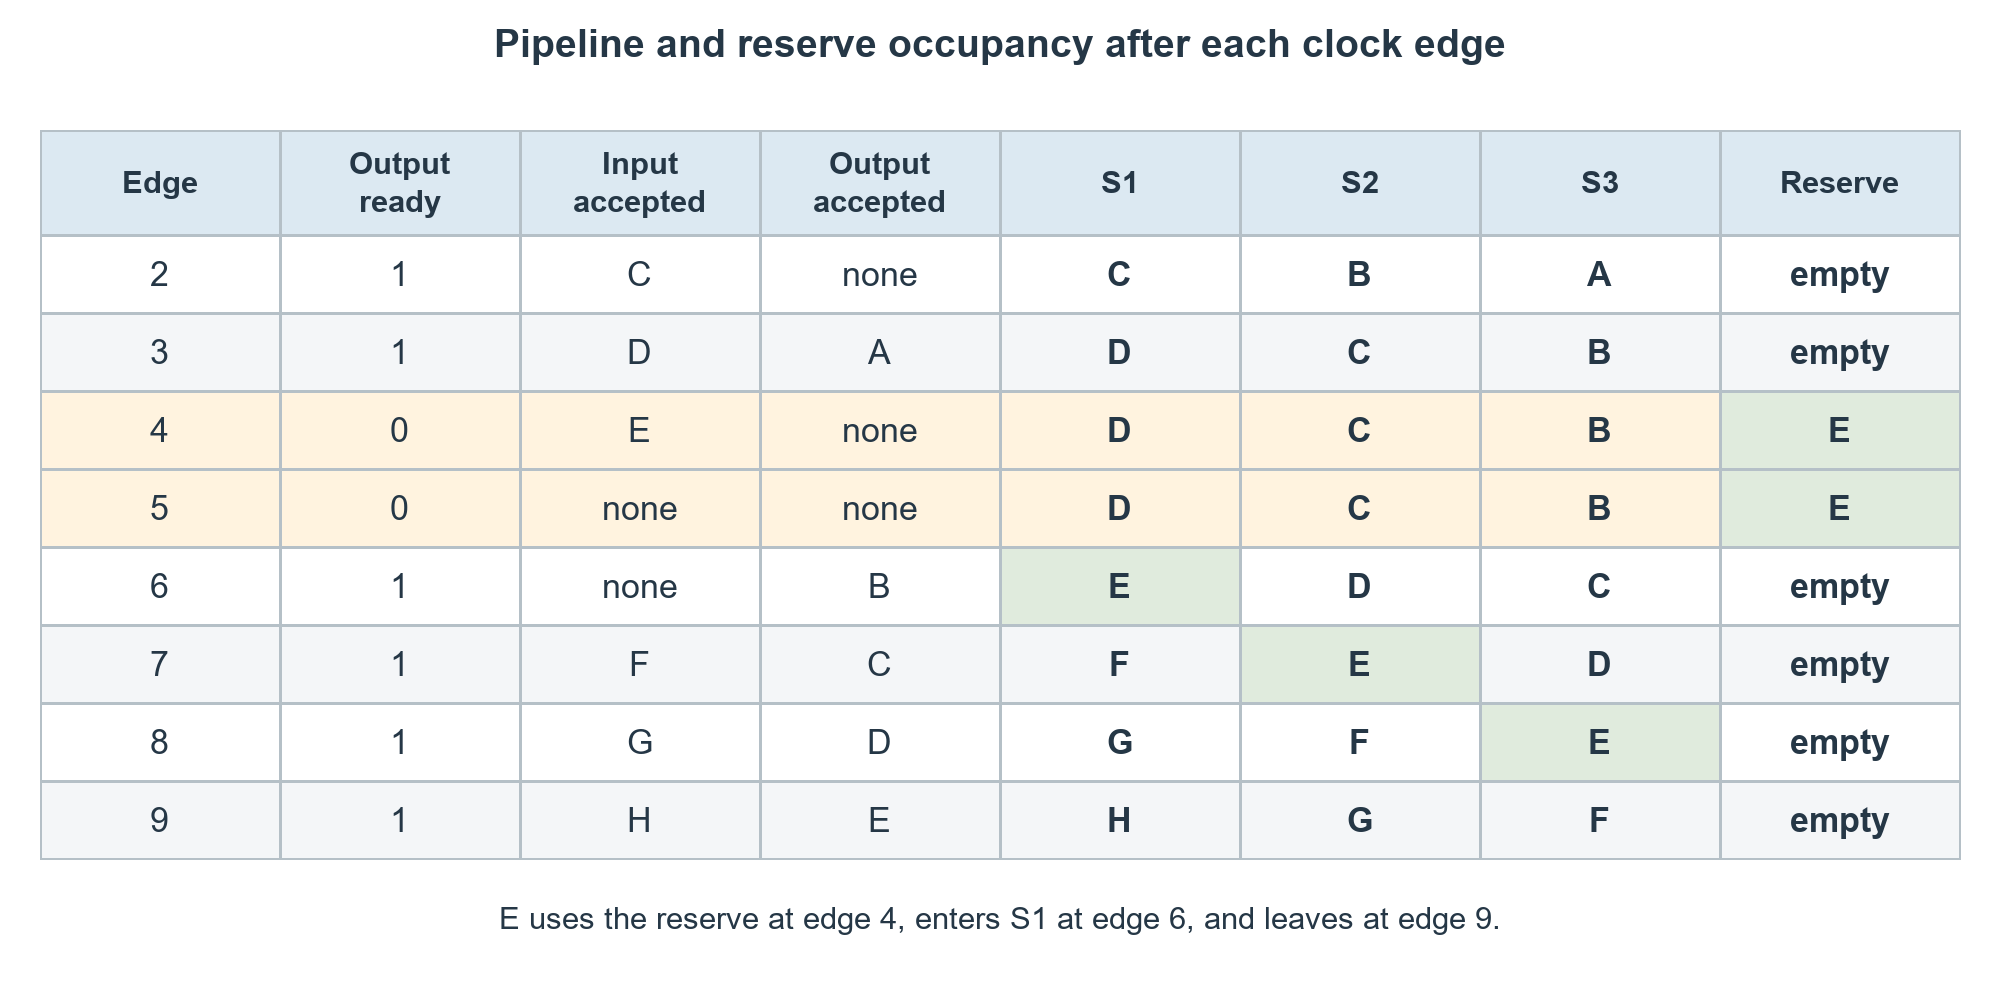 Pipeline and reserve occupancy after each clock edge
Edge Output ready Input accepted Output accepted S1 S2 S3 Reserve
2 1 C none C B A empty
3 1 D A D C B empty
4 0 E none D C B E
5 0 none none D C B E
6 1 none B E D C empty
7 1 F C F E D empty
8 1 G D G F E empty
9 1 H E H G F empty
E uses the reserve at edge 4, enters S1 at edge 6, and leaves at edge 9.